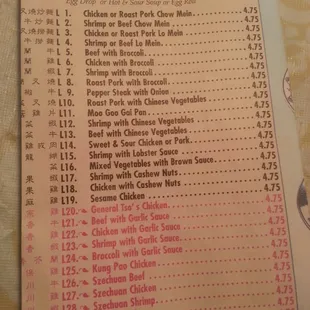 Egg Drop or Hot & Sour Soup or Egg Roll
L 1. Chicken or Roast Pork Chow Mein 4.75
L 2. Shrimp or Beef Chow Mein 4.75
L 3. Chicken or Roast Pork Lo Mein 4.75
L 4. Shrimp or Beef Lo Mein 4.75
L 5. Beef with Broccoli 4.75
L 6. Chicken with Broccoli 4.75
L 7. Shrimp with Broccoli 4.75
L 8. Roast Pork with Broccoli 4.75
L 9. Pepper Steak with Onion 4.75
L10. Roast Pork with Chinese Vegetables 4.75
L11. Moo Goo Gai Pan 4.75
L12. Shrimp with Chinese Vegetables 4.75
L13. Beef with Chinese Vegetables 4.75
L14. Sweet & Sour Chicken or Pork 4.75
L15. Shrimp with Lobster Sauce 4.75
L16. Mixed Vegetables with Brown Sauce 4.75
L17. Shrimp with Cashew Nuts 4.75
L18. Chicken with Cashew Nuts 4.75
L19. Sesame Chicken 4.75
L20. General Tso's Chicken 4.75
L21. Beef with Garlic Sauce 4.75
L22. Chicken with Garlic Sauce 4.75
L23. Shrimp with Garlic Sauce 4.75
L24. Broccoli with Garlic Sauce 4.75
L25. Kung Pao Chicken 4.75
L26. Szechuan Beef 4.75
L27. Szechuan Chicken 4.75
L28. Szechuan Shrimp 4.75